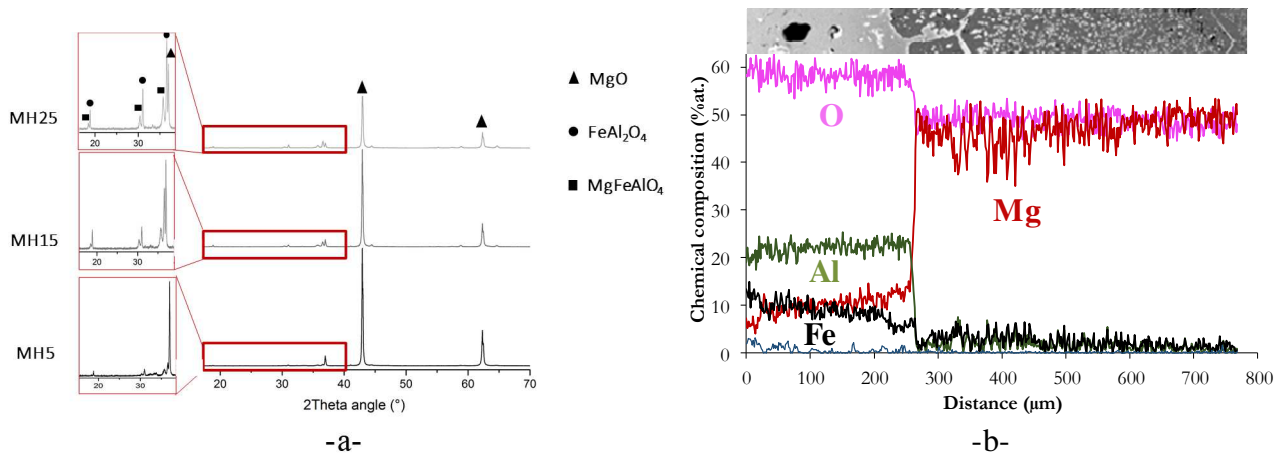 MH25
20
30
MH15
20
30
MH5
20
30
20
30
40
50
60
70
2Theta angle (°)
MgO
FeAl₂O₄
MgFeAlO₄
-a-
Chemical composition (%at.)
60
50
40
30
20
10
0
O
Mg
Al
Fe
0
100
200
300
400
500
600
700
800
Distance (µm)
-b-